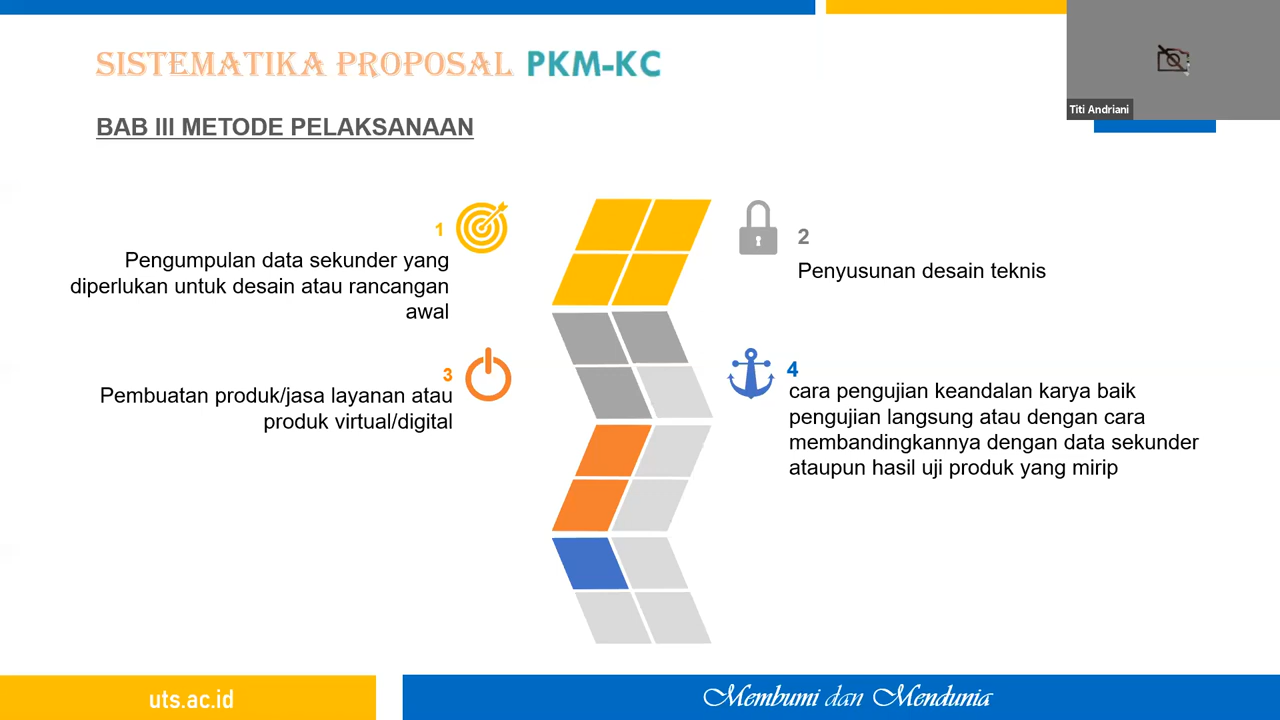 SISTEMATIKA PROPOSAL PKM-KC
Titi Andriani
BAB III METODE PELAKSANAAN
1
Pengumpulan data sekunder yang
diperlukan untuk desain atau rancangan
awal
2
Penyusunan desain teknis
3
Pembuatan produk/jasa layanan atau
produk virtual/digital
4
cara pengujian keandalan karya baik
pengujian langsung atau dengan cara
membandingkannya dengan data sekunder
ataupun hasil uji produk yang mirip
uts.ac.id
Membumi dan Mendunia